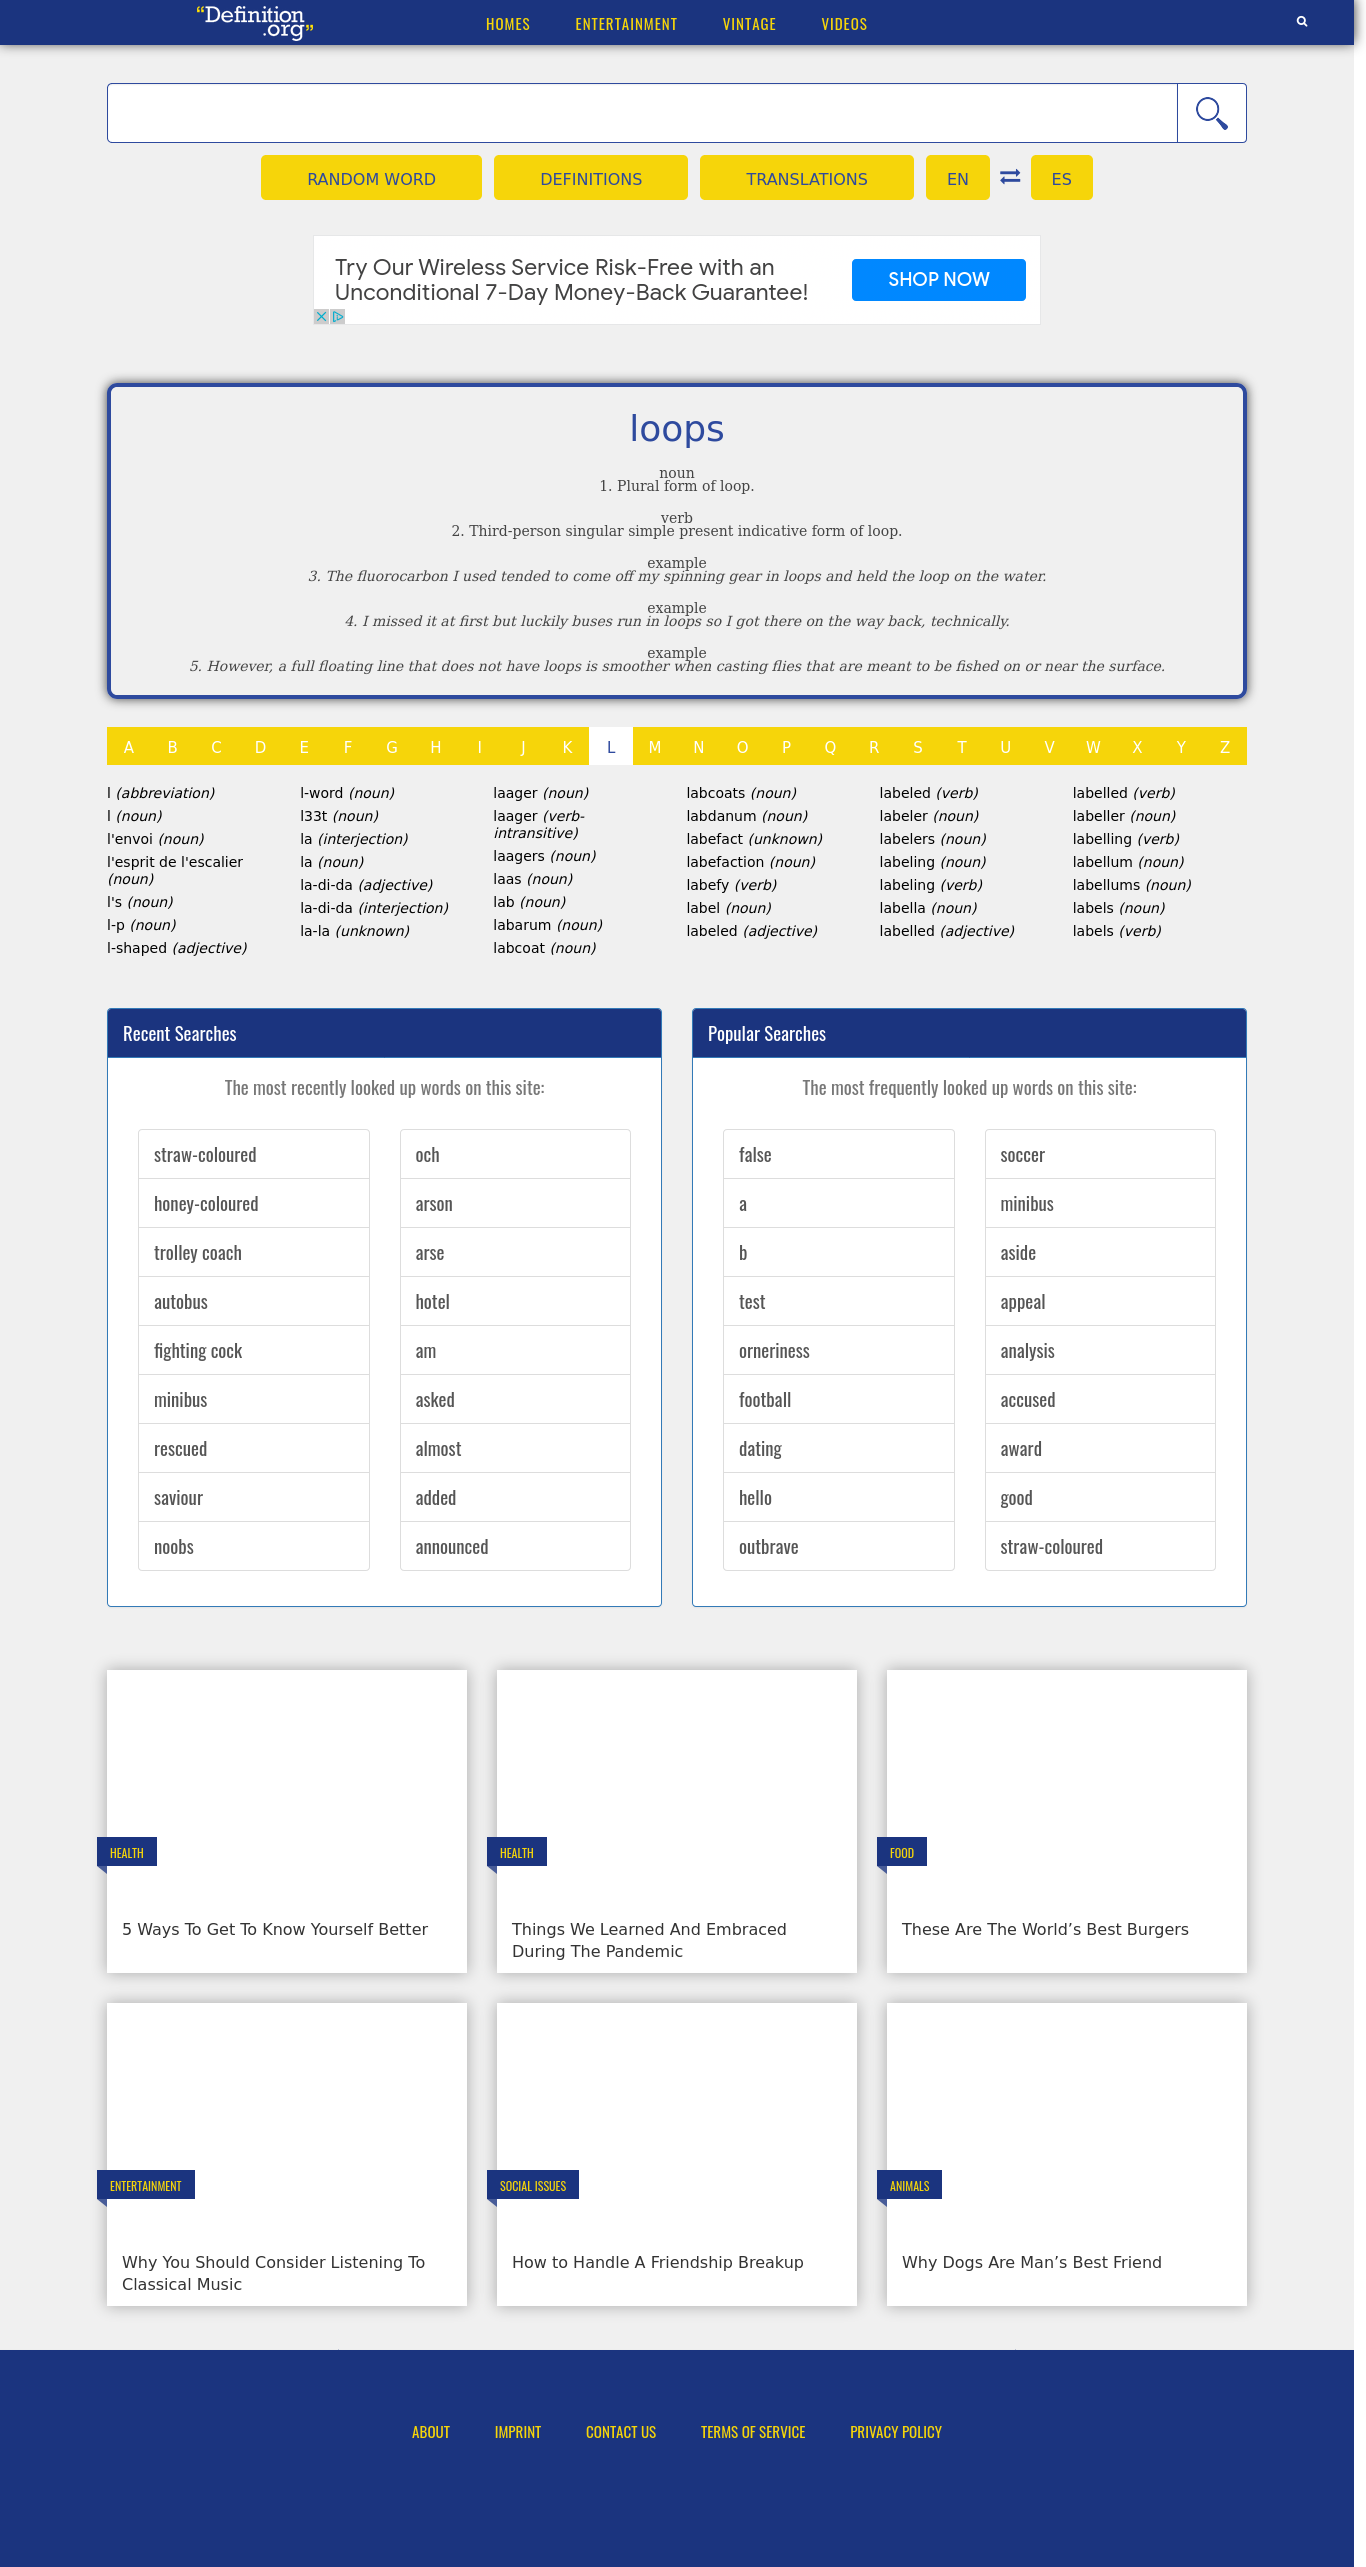 “Definition
.org”
HOMES ENTERTAINMENT VINTAGE VIDEOS
RANDOM WORD DEFINITIONS TRANSLATIONS EN ES
Try Our Wireless Service Risk-Free with an
Unconditional 7-Day Money-Back Guarantee!
SHOP NOW
loops
noun
1. Plural form of loop.
verb
2. Third-person singular simple present indicative form of loop.
example
3. The fluorocarbon I used tended to come off my spinning gear in loops and held the loop on the water.
example
4. I missed it at first but luckily buses run in loops so I got there on the way back, technically.
example
5. However, a full floating line that does not have loops is smoother when casting flies that are meant to be fished on or near the surface.
A B C D E F G H I J K L M N O P Q R S T U V W X Y Z
l (abbreviation)
l (noun)
l'envoi (noun)
l'esprit de l'escalier
(noun)
l's (noun)
l-p (noun)
l-shaped (adjective)
l-word (noun)
l33t (noun)
la (interjection)
la (noun)
la-di-da (adjective)
la-di-da (interjection)
la-la (unknown)
laager (noun)
laager (verb-
intransitive)
laagers (noun)
laas (noun)
lab (noun)
labarum (noun)
labcoat (noun)
labcoats (noun)
labdanum (noun)
labefact (unknown)
labefaction (noun)
labefy (verb)
label (noun)
labeled (adjective)
labeled (verb)
labeler (noun)
labelers (noun)
labeling (noun)
labeling (verb)
labella (noun)
labelled (adjective)
labelled (verb)
labeller (noun)
labelling (verb)
labellum (noun)
labellums (noun)
labels (noun)
labels (verb)
Recent Searches
The most recently looked up words on this site:
straw-coloured
honey-coloured
trolley coach
autobus
fighting cock
minibus
rescued
saviour
noobs
och
arson
arse
hotel
am
asked
almost
added
announced
Popular Searches
The most frequently looked up words on this site:
false
a
b
test
orneriness
football
dating
hello
outbrave
soccer
minibus
aside
appeal
analysis
accused
award
good
straw-coloured
HEALTH
5 Ways To Get To Know Yourself Better
HEALTH
Things We Learned And Embraced
During The Pandemic
FOOD
These Are The World’s Best Burgers
ENTERTAINMENT
Why You Should Consider Listening To
Classical Music
SOCIAL ISSUES
How to Handle A Friendship Breakup
ANIMALS
Why Dogs Are Man’s Best Friend
ABOUT IMPRINT CONTACT US TERMS OF SERVICE PRIVACY POLICY